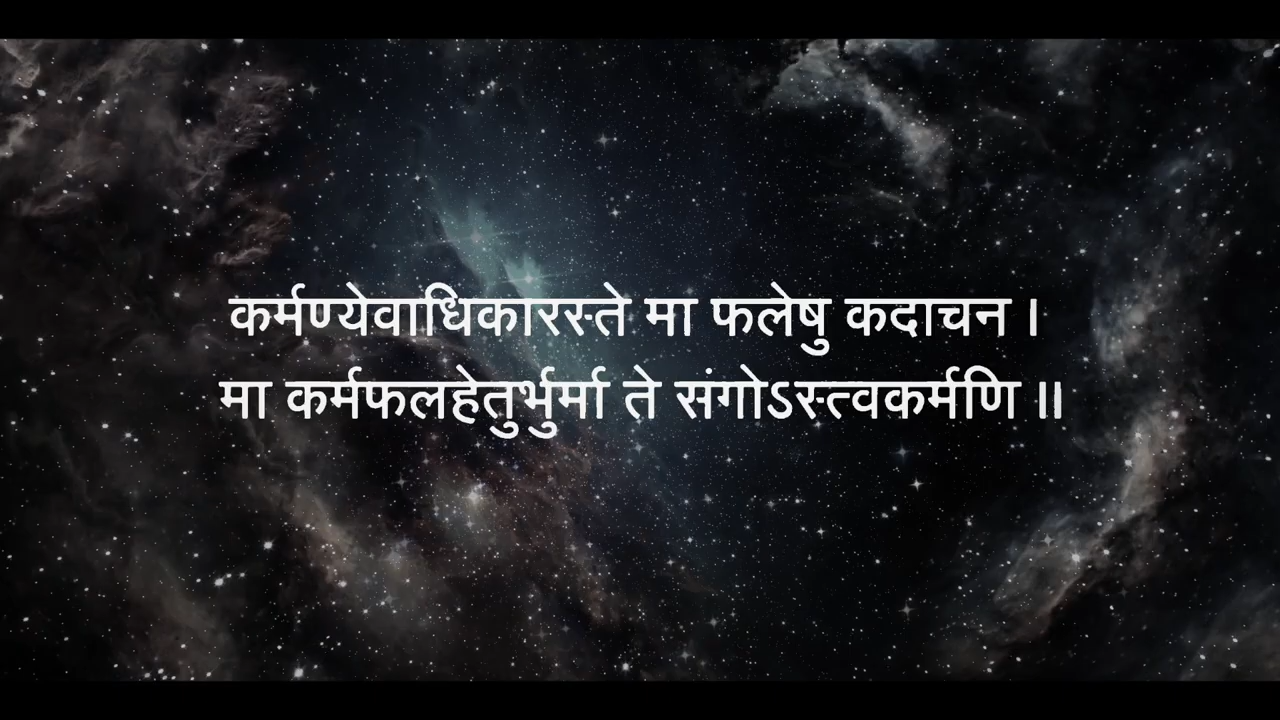 कर्मण्येवाधिकारस्ते मा फलेषु कदाचन ।
मा कर्मफलहेतुर्भुर्मा ते संगोऽस्त्वकर्मणि ॥